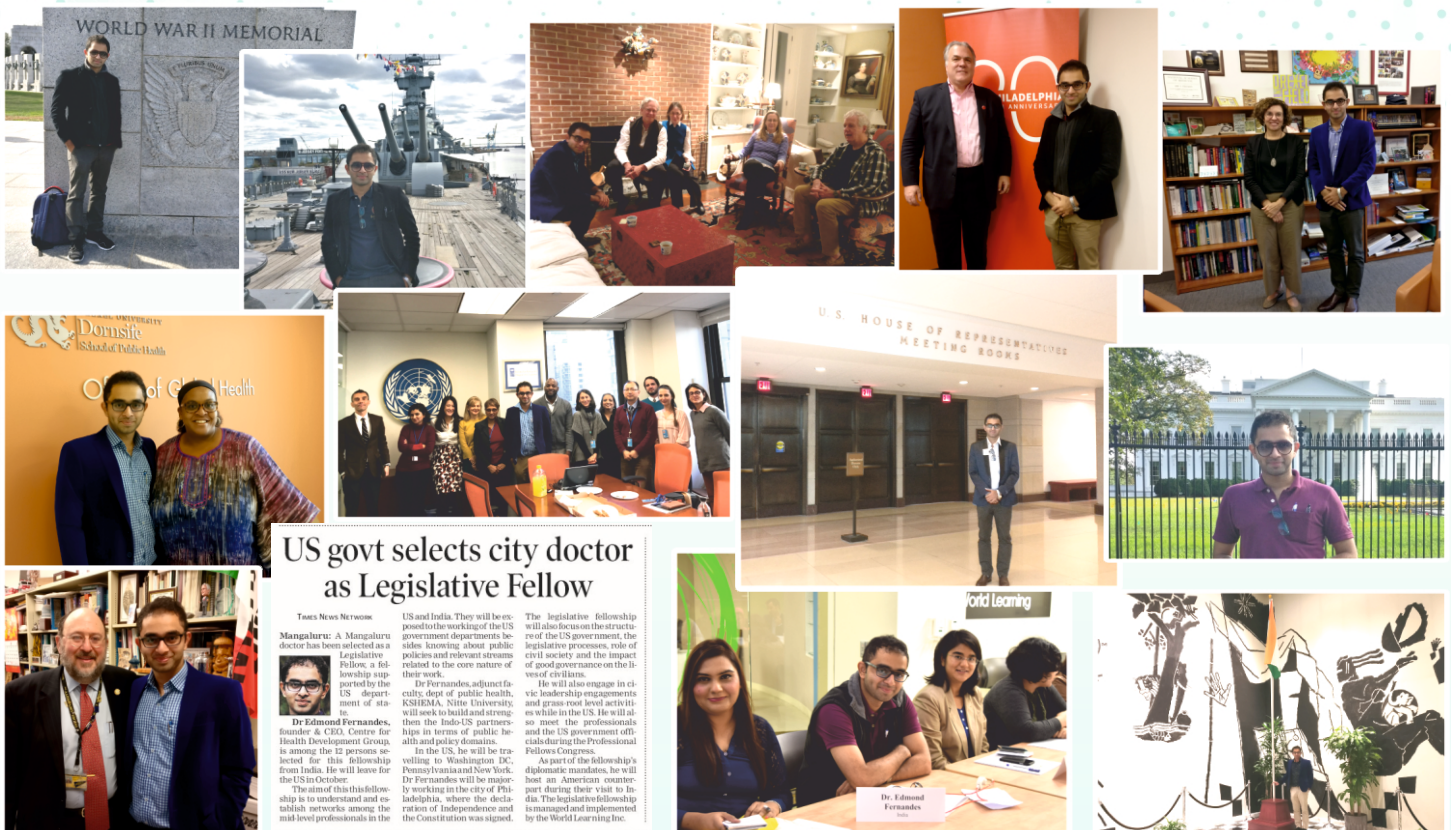 WORLD WAR II MEMORIAL
PHILADELPHIA
ANNIVERSARY
UNIVERSITY
Dornsife
School of Public Health
Health
U.S. HOUSE OF REPRESENTATIVES
MEETING ROOMS
EXIT
EXIT
EXIT
US govt selects city doctor
as Legislative Fellow
TIMES NEWS NETWORK
Mangaluru: A Mangaluru
doctor has been selected as a
Legislative
Fellow, a fel-
lowship sup-
ported by the
US depart-
ment of sta-
te.
Dr Edmond Fernandes,
founder & CEO, Centre for
Health Development Group,
is among the 12 persons se-
lected for this fellowship
from India. He will leave for
the US in October.
The aim of this this fellow-
ship is to understand and es-
tablish networks among the
mid-level professionals in the
US and India. They will be ex-
posed to the working of the US
government departments be-
sides knowing about public
policies and relevant streams
related to the core nature of
their work.
Dr Fernandes, adjunct fa-
culty, dept of public health,
KSHEMA, Nitte University,
will seek to build and streng-
then the Indo-US partners-
hips in terms of public he-
alth and policy domains.
In the US, he will be tra-
velling to Washington DC,
Pennsylvania and New York.
Dr Fernandes will be major-
ly working in the city of Phi-
ladelphia, where the decla-
ration of Independence and
the Constitution was signed.
The legislative fellowship
will also focus on the structu-
re of the US government, the
legislative processes, role of
civil society and the impact
of good governance on the li-
ves of civilians.
He will also engage in ci-
vic leadership engagements
and grass-root level activiti-
es while in the US. He will al-
so meet the professionals
and the US government offi-
cials during the Professional
Fellows Congress.
As part of the fellowship's
diplomatic mandates, he will
host an American counter-
part during their visit to In-
dia. The legislative fellowship
is managed and implemented
by the World Learning Inc.
World Learning
Dr. Edmond
Fernandes
India